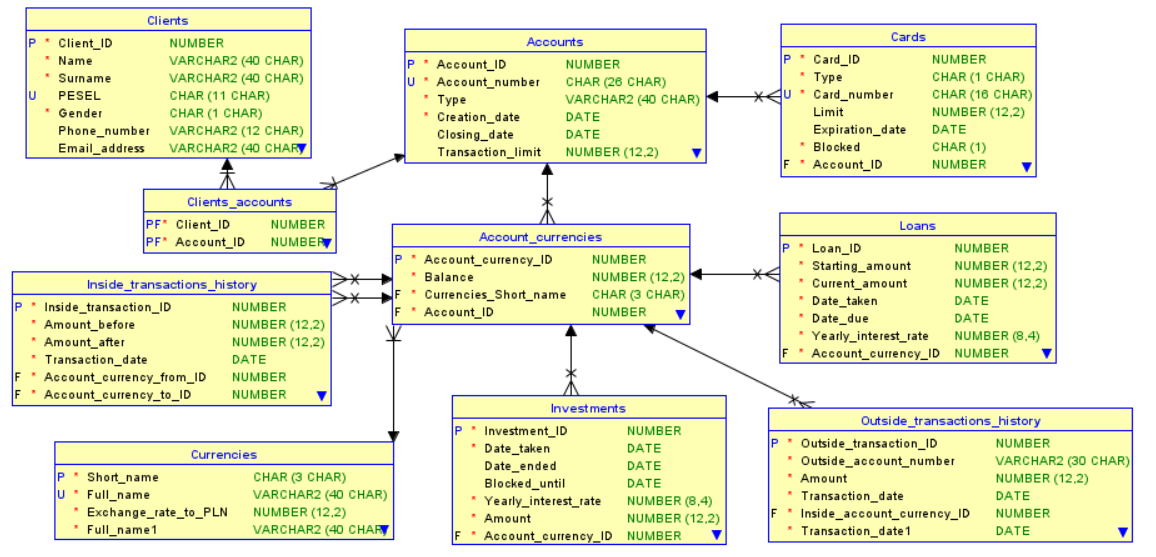 Clients
P * Client_ID NUMBER
* Name VARCHAR2 (40 CHAR)
* Surname VARCHAR2 (40 CHAR)
U PESEL CHAR (11 CHAR)
* Gender CHAR (1 CHAR)
Phone_number VARCHAR2 (12 CHAR)
Email_address VARCHAR2 (40 CHAR)
Accounts
P * Account_ID NUMBER
U * Account_number CHAR (26 CHAR)
* Type VARCHAR2 (40 CHAR)
* Creation_date DATE
Closing_date DATE
Transaction_limit NUMBER (12,2)
Cards
P * Card_ID NUMBER
* Type CHAR (1 CHAR)
U * Card_number CHAR (16 CHAR)
Limit NUMBER (12,2)
Expiration_date DATE
* Blocked CHAR (1)
F * Account_ID NUMBER
Clients_accounts
PF* Client_ID NUMBER
PF* Account_ID NUMBER
Account_currencies
P * Account_currency_ID NUMBER
* Balance NUMBER (12,2)
F * Currencies_Short_name CHAR (3 CHAR)
F * Account_ID NUMBER
Loans
P * Loan_ID NUMBER
* Starting_amount NUMBER (12,2)
* Current_amount NUMBER (12,2)
* Date_taken DATE
* Date_due DATE
* Yearly_interest_rate NUMBER (8,4)
F * Account_currency_ID NUMBER
Inside_transactions_history
P * Inside_transaction_ID NUMBER
* Amount_before NUMBER (12,2)
* Amount_after NUMBER (12,2)
* Transaction_date DATE
F * Account_currency_from_ID NUMBER
F * Account_currency_to_ID NUMBER
Currencies
P * Short_name CHAR (3 CHAR)
U * Full_name VARCHAR2 (40 CHAR)
* Exchange_rate_to_PLN NUMBER (12,2)
* Full_name1 VARCHAR2 (40 CHAR)
Investments
P * Investment_ID NUMBER
* Date_taken DATE
Date_ended DATE
Blocked_until DATE
* Yearly_interest_rate NUMBER (8,4)
* Amount NUMBER (12,2)
F * Account_currency_ID NUMBER
Outside_transactions_history
P * Outside_transaction_ID NUMBER
* Outside_account_number VARCHAR2 (30 CHAR)
* Amount NUMBER (12,2)
* Transaction_date DATE
F * Inside_account_currency_ID NUMBER
* Transaction_date1 DATE